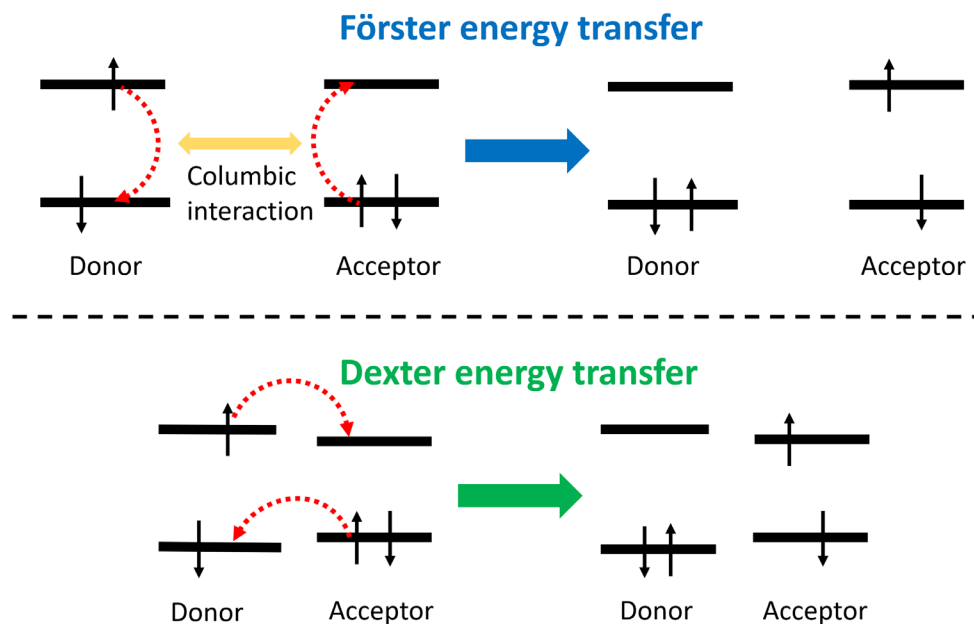 Förster energy transfer
Columbic
interaction
Donor
Acceptor
Donor
Acceptor
Dexter energy transfer
Donor
Acceptor
Donor
Acceptor